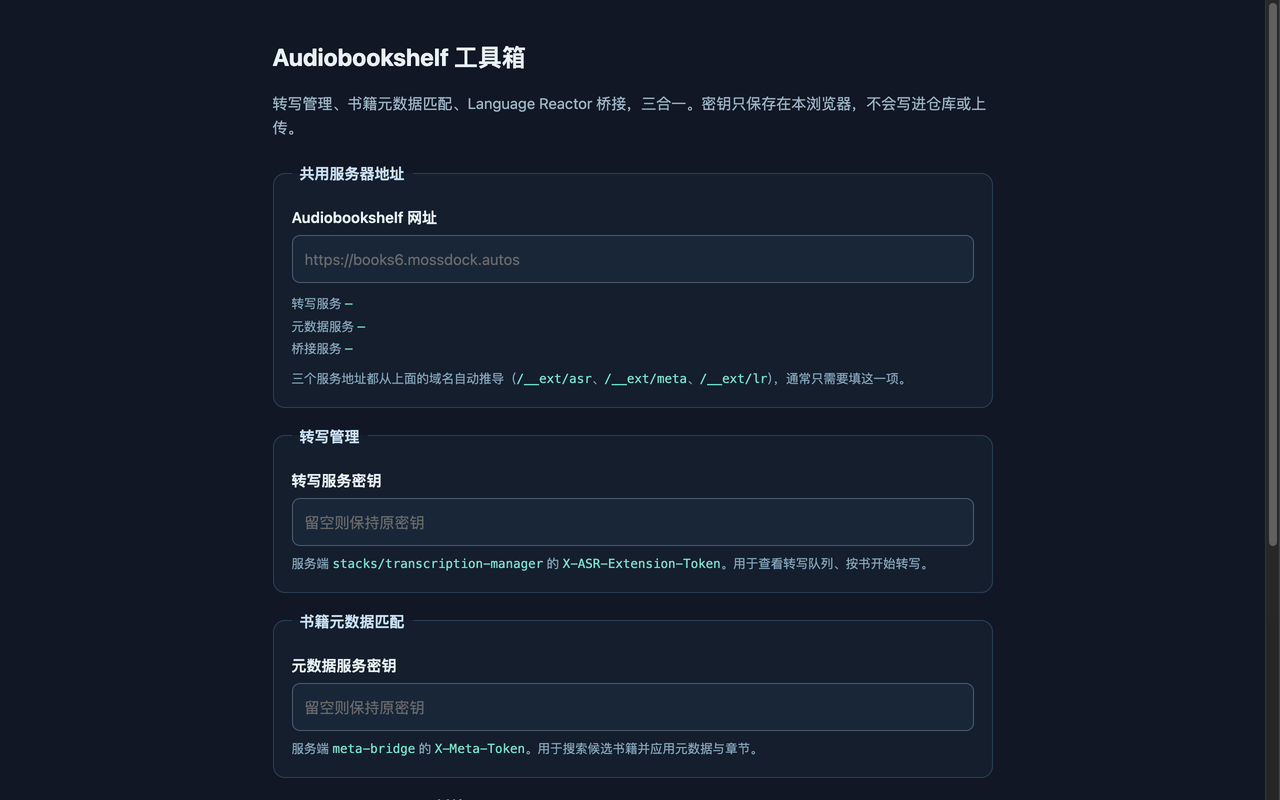 Audiobookshelf 工具箱
转写管理、书籍元数据匹配、Language Reactor 桥接，三合一。密钥只保存在本浏览器，不会写进仓库或上
传。
共用服务器地址
Audiobookshelf 网址
https://books6.mossdock.autos
转写服务 —
元数据服务 —
桥接服务 —
三个服务地址都从上面的域名自动推导（/__ext/asr、/__ext/meta、/__ext/lr），通常只需要填这一项。
转写管理
转写服务密钥
留空则保持原密钥
服务端 stacks/transcription-manager 的 X-ASR-Extension-Token。用于查看转写队列、按书开始转写。
书籍元数据匹配
元数据服务密钥
留空则保持原密钥
服务端 meta-bridge 的 X-Meta-Token。用于搜索候选书籍并应用元数据与章节。